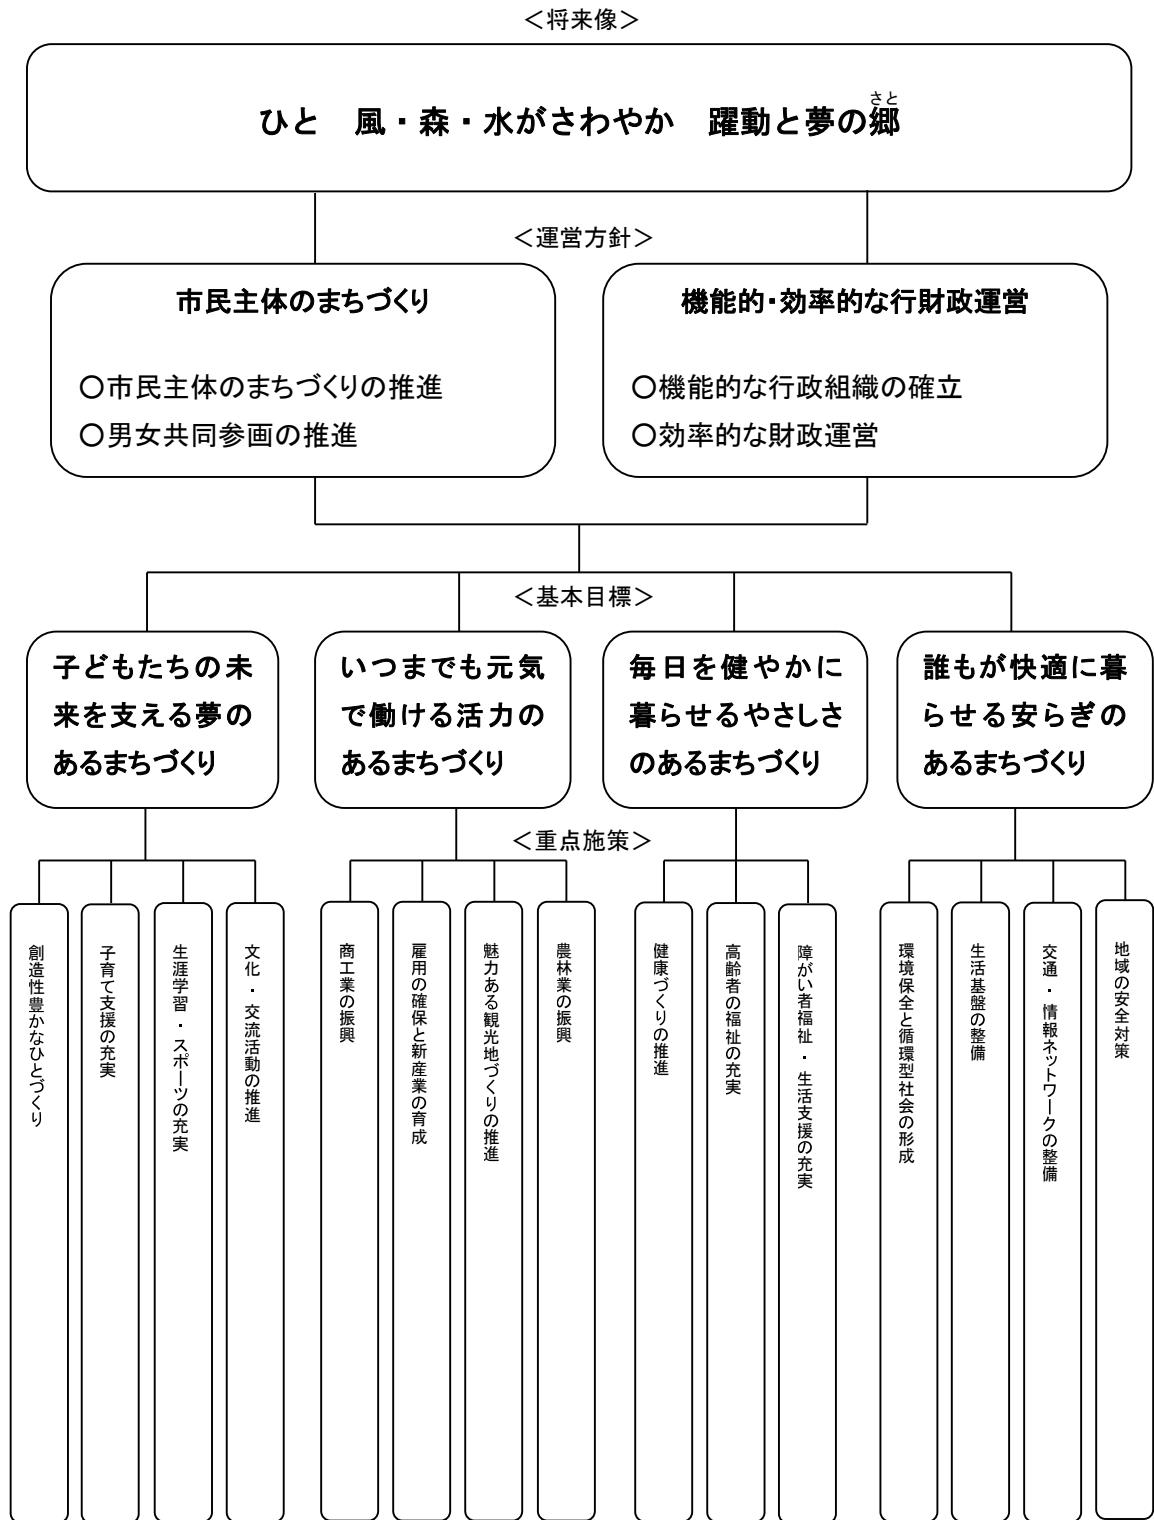 ＜将来像＞
さと
ひと　風・森・水がさわやか　躍動と夢の郷
＜運営方針＞
市民主体のまちづくり
○市民主体のまちづくりの推進
○男女共同参画の推進
機能的・効率的な行財政運営
○機能的な行政組織の確立
○効率的な財政運営
＜基本目標＞
子どもたちの未
来を支える夢の
あるまちづくり
いつまでも元気
で働ける活力の
あるまちづくり
毎日を健やかに
暮らせるやさしさ
のあるまちづくり
誰もが快適に暮
らせる安らぎの
あるまちづくり
＜重点施策＞
創造性豊かなひとづくり
子育て支援の充実
生涯学習・スポーツの充実
文化・交流活動の推進
商工業の振興
雇用の確保と新産業の育成
魅力ある観光地づくりの推進
農林業の振興
健康づくりの推進
高齢者の福祉の充実
障がい者福祉・生活支援の充実
環境保全と循環型社会の形成
生活基盤の整備
交通・情報ネットワークの整備
地域の安全対策